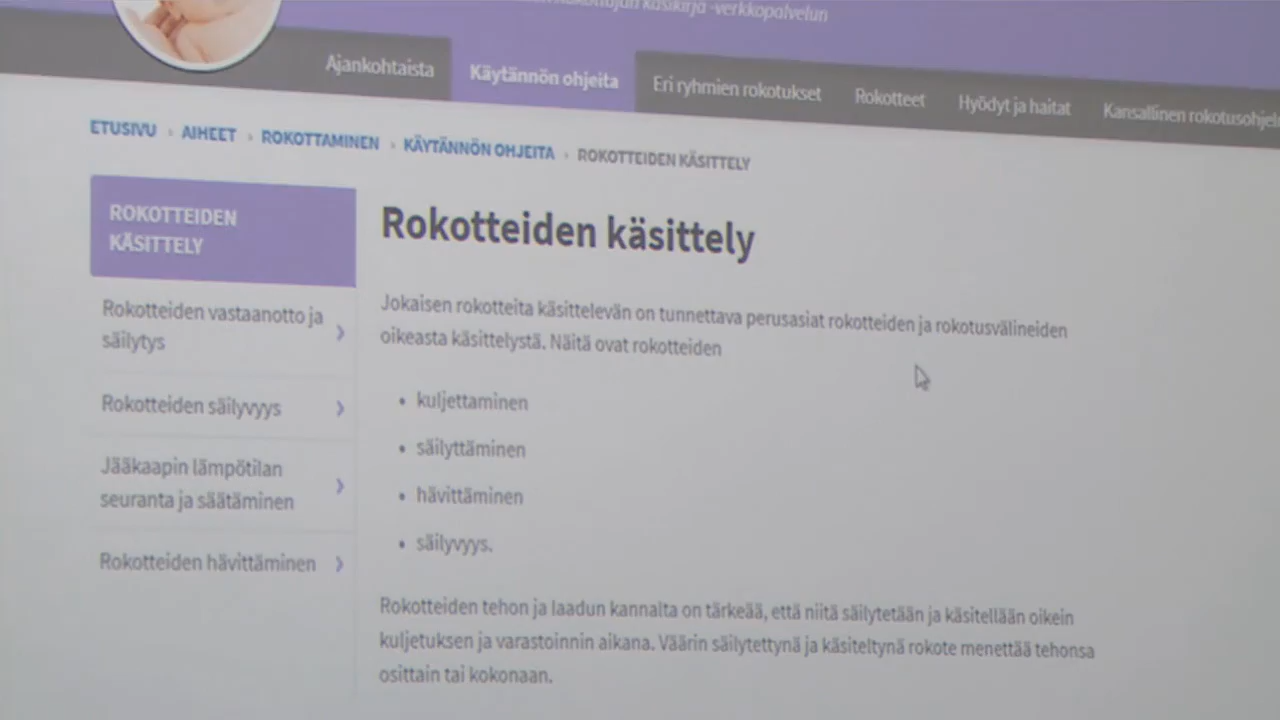 käsikirja -verkkopalvelun
Ajankohtaista Käytännön ohjeita Eri ryhmien rokotukset Rokotteet Hyödyt ja haitat Kansallinen
ETUSIVU › AIHEET › ROKOTTAMINEN › KÄYTÄNNÖN OHJEITA › ROKOTTEIDEN KÄSITTELY
ROKOTTEIDEN
KÄSITTELY
Rokotteiden vastaanotto ja
säilytys
Rokotteiden säilyvyys
Jääkaapin lämpötilan
seuranta ja säätäminen
Rokotteiden hävittäminen
Rokotteiden käsittely
Jokaisen rokotteita käsittelevän on tunnettava perusasiat rokotteiden ja rokotusvälineiden
oikeasta käsittelystä. Näitä ovat rokotteiden
• kuljettaminen
• säilyttäminen
• hävittäminen
• säilyvyys.
Rokotteiden tehon ja laadun kannalta on tärkeää, että niitä säilytetään ja käsitellään oikein
kuljetuksen ja varastoinnin aikana. Väärin säilytettynä ja käsiteltynä rokote menettää tehonsa
osittain tai kokonaan.